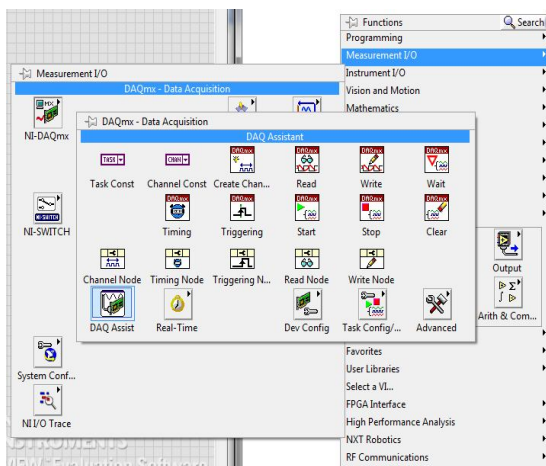 Functions
Search
Programming
Measurement I/O
Instrument I/O
Vision and Motion
Mathematics
Measurement I/O
DAQmx - Data Acquisition
NI-DAQmx
NI-SWITCH
System Conf...
NI I/O Trace
DAQmx - Data Acquisition
DAQ Assistant
Task Const Channel Const Create Chan... Read Write Wait
Timing Triggering Start Stop Clear
Channel Node Timing Node Triggering N... Read Node Write Node
DAQ Assist Real-Time Dev Config Task Config/... Advanced
Output
Arith & Com...
Favorites
User Libraries
Select a VI...
FPGA Interface
High Performance Analysis
NXT Robotics
RF Communications